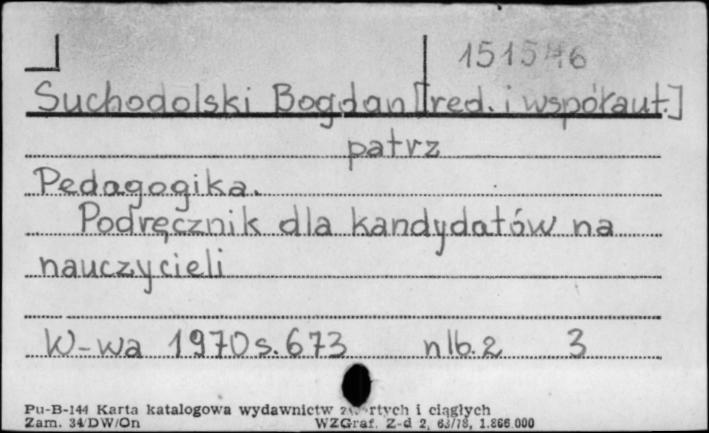 151546
Suchodolski Bogdan [red. i współaut.]
patrz
Pedagogika.
Podręcznik dla kandydatów na
nauczycieli
W-wa 1970 s. 673 nlb. 2 3
Pu-B-144 Karta katalogowa wydawnictw zwartych i ciągłych
Zam. 34/DW/On WZGraf. Z-d 2, 63/78, 1.866.000